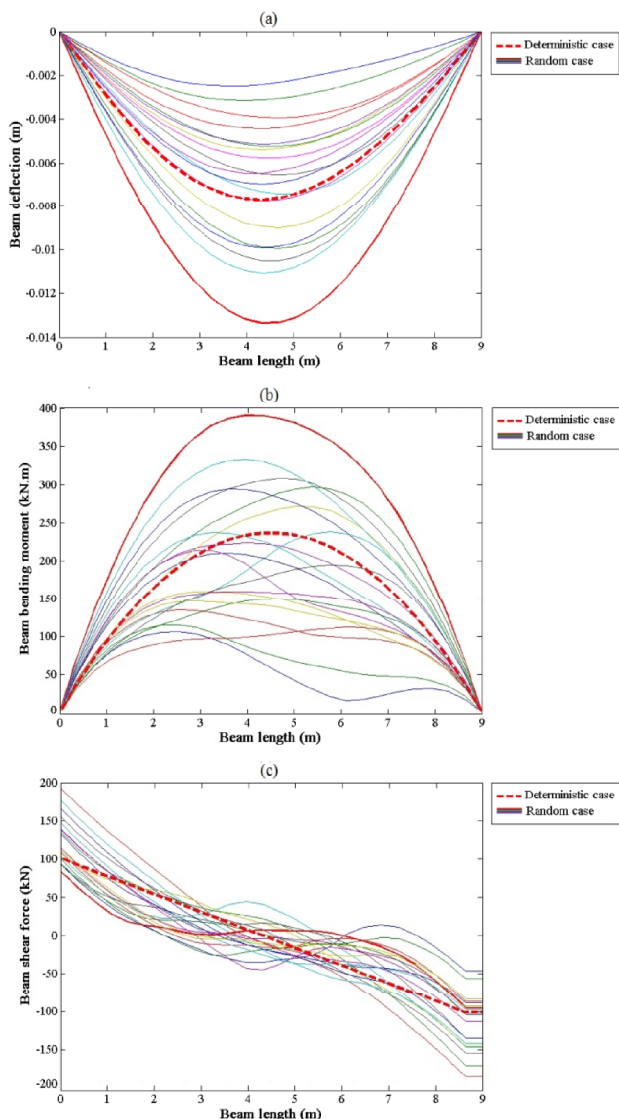 (a)
0
-0.002
-0.004
-0.006
-0.008
-0.01
-0.012
-0.014
Beam deflection (m)
0 1 2 3 4 5 6 7 8 9
Beam length (m)
Deterministic case
Random case
(b)
400
350
300
250
200
150
100
50
0
Beam bending moment (kN.m)
0 1 2 3 4 5 6 7 8 9
Beam length (m)
Deterministic case
Random case
(c)
200
150
100
50
0
-50
-100
-150
-200
Beam shear force (kN)
0 1 2 3 4 5 6 7 8 9
Beam length (m)
Deterministic case
Random case